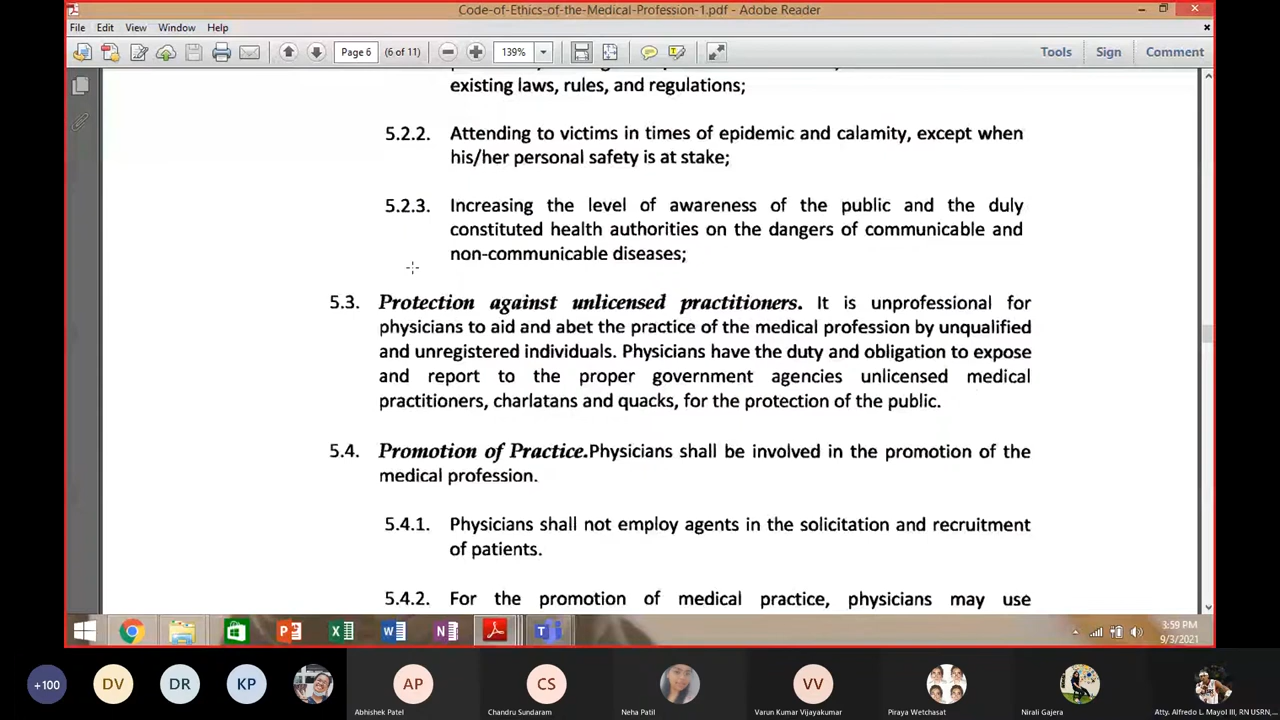 Code-of-Ethics-of-the-Medical-Profession-1.pdf - Adobe Reader
File Edit View Window Help
Page 6 (6 of 11) 139% Tools Sign Comment
existing laws, rules, and regulations;
5.2.2. Attending to victims in times of epidemic and calamity, except when
his/her personal safety is at stake;
5.2.3. Increasing the level of awareness of the public and the duly
constituted health authorities on the dangers of communicable and
non-communicable diseases;
5.3. Protection against unlicensed practitioners. It is unprofessional for
physicians to aid and abet the practice of the medical profession by unqualified
and unregistered individuals. Physicians have the duty and obligation to expose
and report to the proper government agencies unlicensed medical
practitioners, charlatans and quacks, for the protection of the public.
5.4. Promotion of Practice.Physicians shall be involved in the promotion of the
medical profession.
5.4.1. Physicians shall not employ agents in the solicitation and recruitment
of patients.
5.4.2. For the promotion of medical practice, physicians may use
3:59 PM
9/3/2021
+100 DV DR KP AP CS VV
Abhishek Patel Chandru Sundaram Neha Patil Varun Kumar Vijayakumar Piraya Wetchasat Nirali Gajera Atty. Alfredo L. Mayol III, RN USRN,